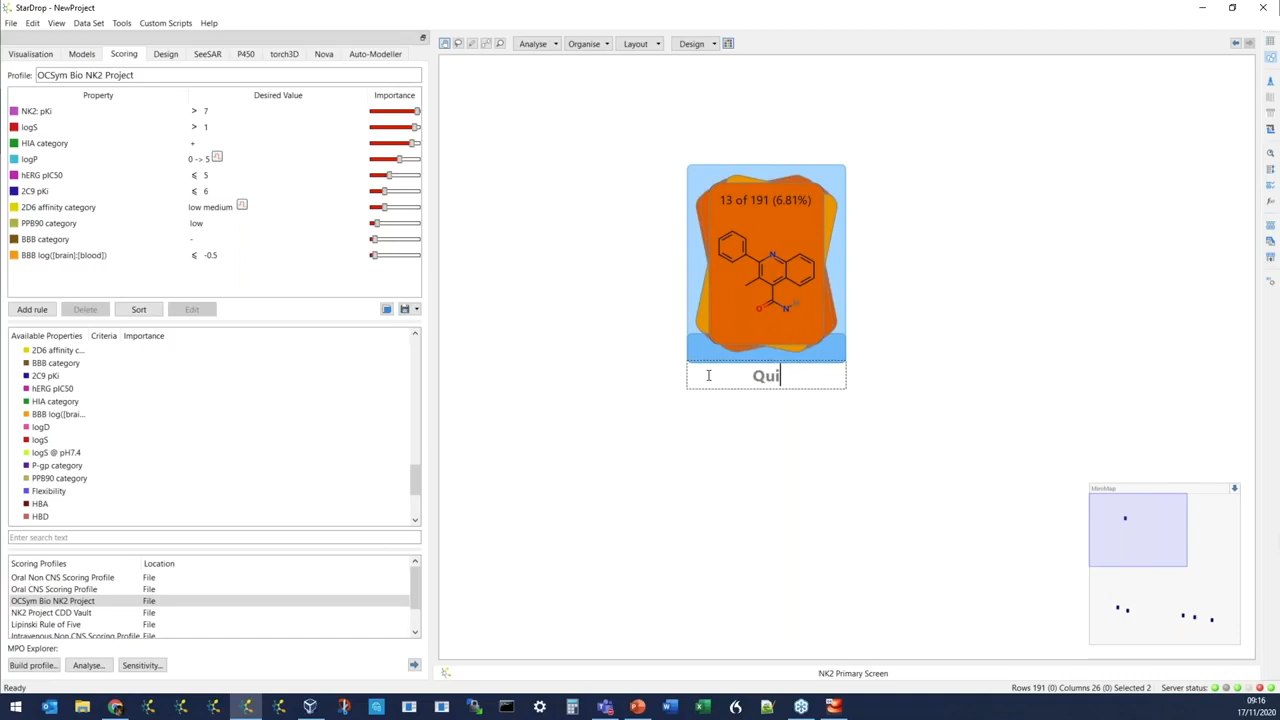 StarDrop - NewProject
File Edit View Data Set Tools Custom Scripts Help
Visualisation Models Scoring Design SeeSAR P450 torch3D Nova Auto-Modeller
Analyse Organise Layout Design
Profile: OCSym Bio NK2 Project
Property Desired Value Importance
NK2: pKi > 7
logS > 1
HIA category +
logP 0 -> 5
hERG pIC50 ⩽ 5
2C9 pKi ⩽ 6
2D6 affinity category low medium
PPB90 category low
BBB category -
BBB log([brain]:[blood]) ⩽ -0.5
Add rule Delete Sort Edit
Available Properties Criteria Importance
2D6 affinity c...
BBB category
2C9 pKi
hERG pIC50
HIA category
BBB log([brai...
logD
logS
logS @ pH7.4
P-gp category
PPB90 category
Flexibility
HBA
HBD
Enter search text
Scoring Profiles Location
Oral Non CNS Scoring Profile File
Oral CNS Scoring Profile File
OCSym Bio NK2 Project File
NK2 Project CDD Vault File
Lipinski Rule of Five File
Intravenous Non CNS Scoring Profile File
MPO Explorer:
Build profile... Analyse... Sensitivity...
13 of 191 (6.81%)
N
O
N
H
Qui
MiniMap
NK2 Primary Screen
Ready
Rows 191 (0) Columns 26 (0) Selected 2 Server status:
09:16
17/11/2020